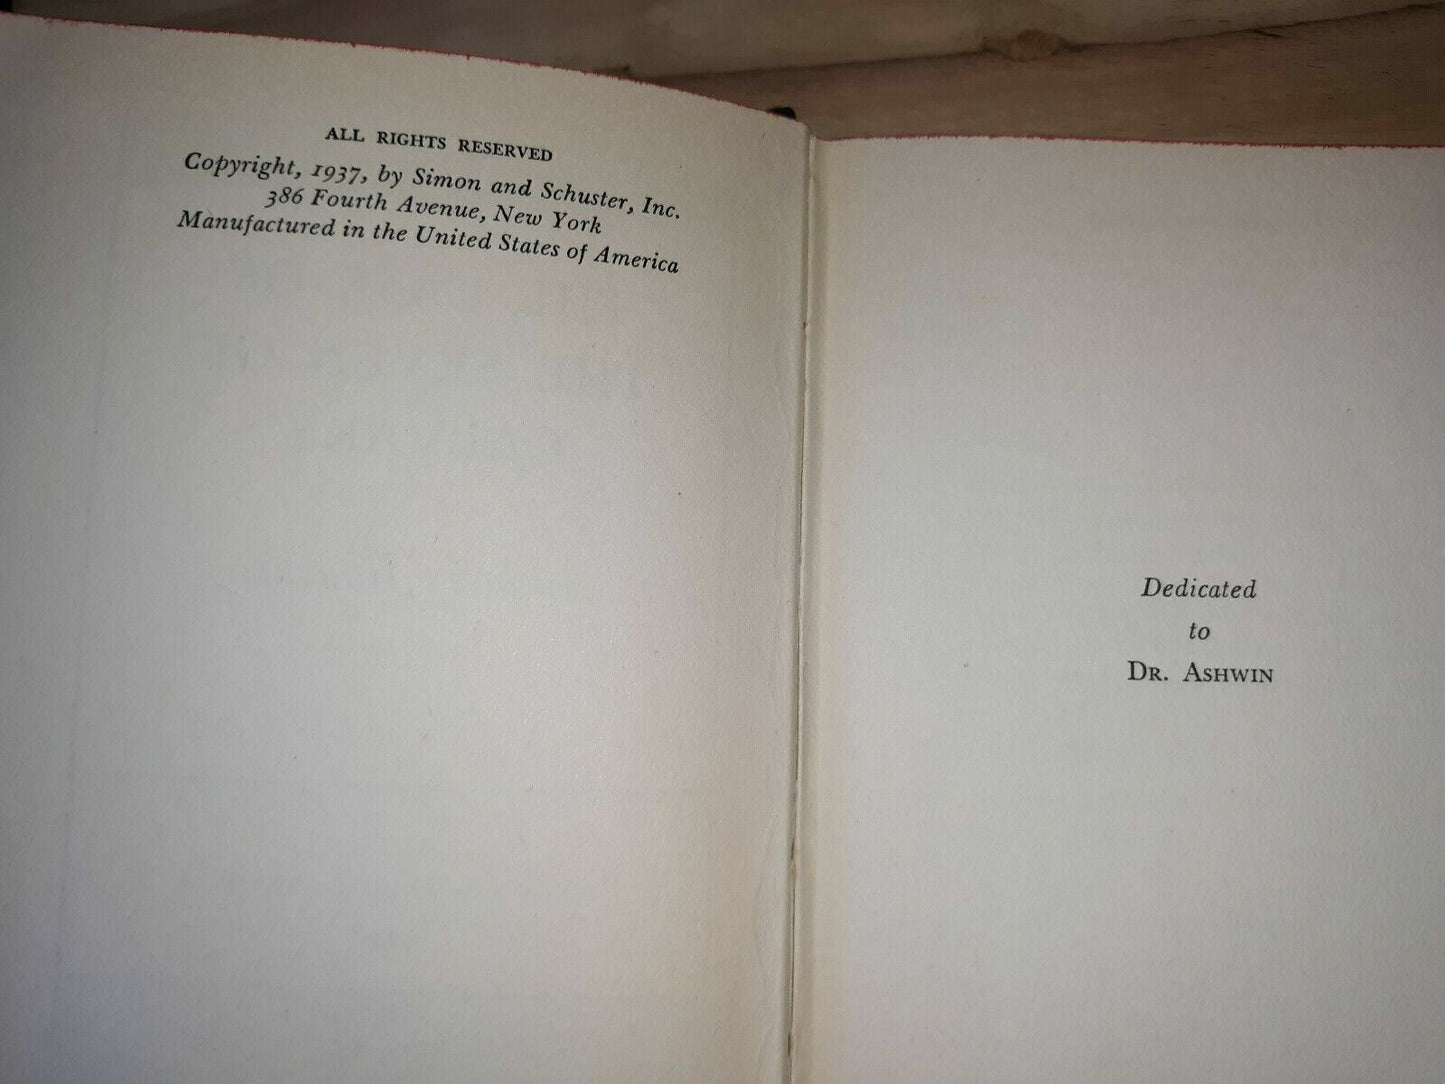 ALL RIGHTS RESERVED
Copyright, 1937, by Simon and Schuster, Inc.
386 Fourth Avenue, New York
Manufactured in the United States of America
Dedicated
to
DR. ASHWIN